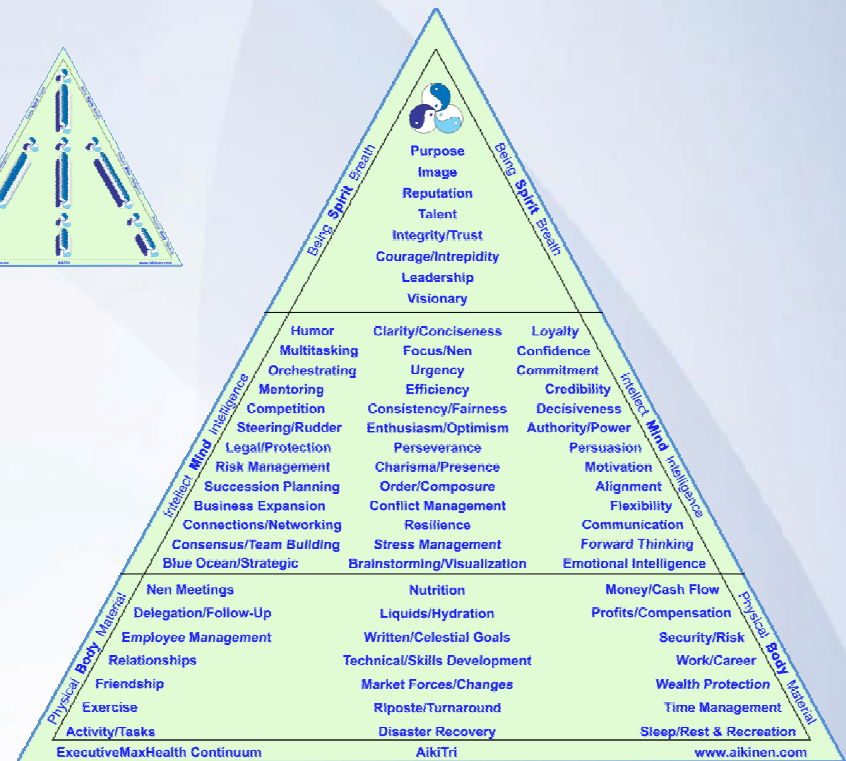 Being Spirit Breath
Being Spirit Breath
Purpose
Image
Reputation
Talent
Integrity/Trust
Courage/Intrepidity
Leadership
Visionary
Intellect Mind Intelligence
Intellect Mind Intelligence
Humor Clarity/Conciseness Loyalty
Multitasking Focus/Nen Confidence
Orchestrating Urgency Commitment
Mentoring Efficiency Credibility
Competition Consistency/Fairness Decisiveness
Steering/Rudder Enthusiasm/Optimism Authority/Power
Legal/Protection Perseverance Persuasion
Risk Management Charisma/Presence Motivation
Succession Planning Order/Composure Alignment
Business Expansion Conflict Management Flexibility
Connections/Networking Resilience Communication
Consensus/Team Building Stress Management Forward Thinking
Blue Ocean/Strategic Brainstorming/Visualization Emotional Intelligence
Physical Body Material
Physical Body Material
Nen Meetings Nutrition Money/Cash Flow
Delegation/Follow-Up Liquids/Hydration Profits/Compensation
Employee Management Written/Celestial Goals Security/Risk
Relationships Technical/Skills Development Work/Career
Friendship Market Forces/Changes Wealth Protection
Exercise Riposte/Turnaround Time Management
Activity/Tasks Disaster Recovery Sleep/Rest & Recreation
ExecutiveMaxHealth Continuum AikiTri www.aikinen.com